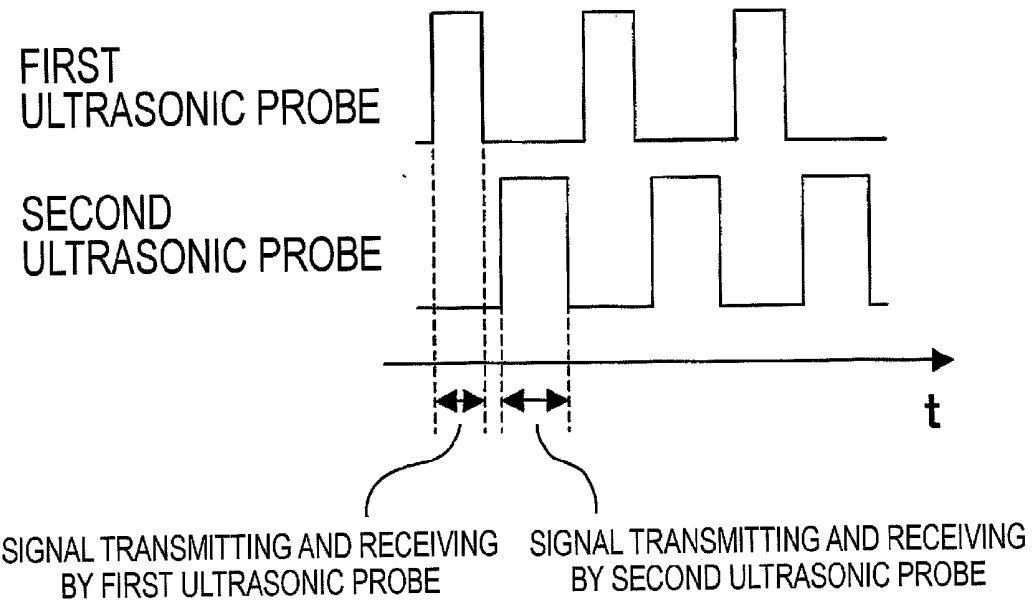 FIRST
ULTRASONIC PROBE
SECOND
ULTRASONIC PROBE
t
SIGNAL TRANSMITTING AND RECEIVING
BY FIRST ULTRASONIC PROBE
SIGNAL TRANSMITTING AND RECEIVING
BY SECOND ULTRASONIC PROBE